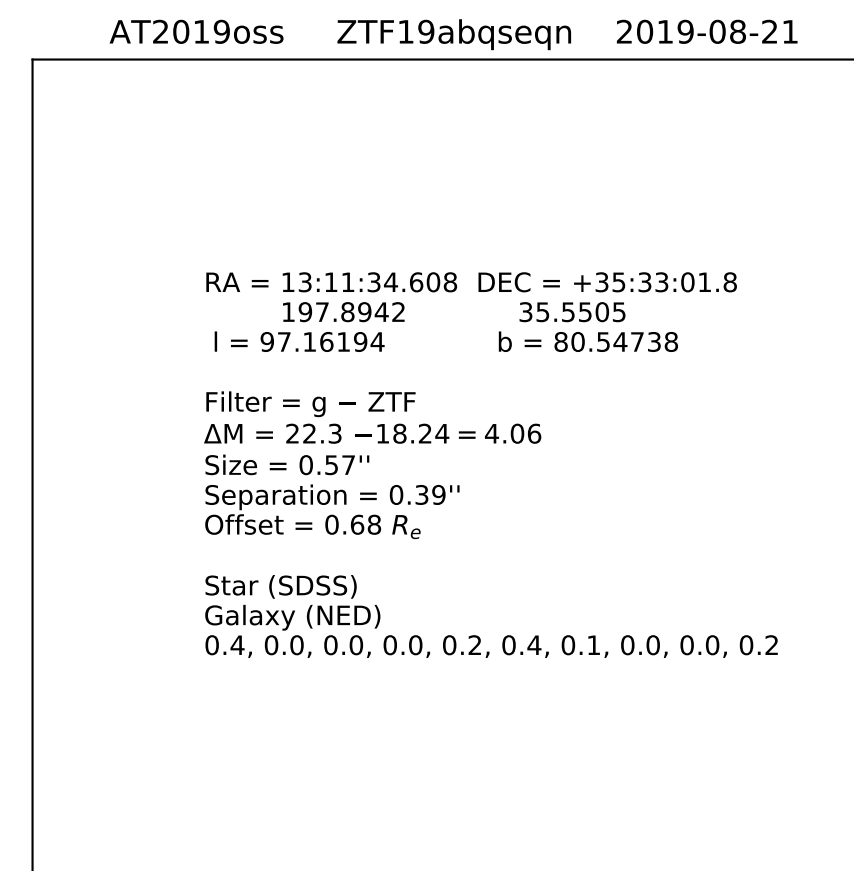 AT2019oss ZTF19abqseqn 2019-08-21
RA = 13:11:34.608 DEC = +35:33:01.8
197.8942 35.5505
l = 97.16194 b = 80.54738
Filter = g − ZTF
ΔM = 22.3 −18.24 = 4.06
Size = 0.57''
Separation = 0.39''
Offset = 0.68 Re
Star (SDSS)
Galaxy (NED)
0.4, 0.0, 0.0, 0.0, 0.2, 0.4, 0.1, 0.0, 0.0, 0.2